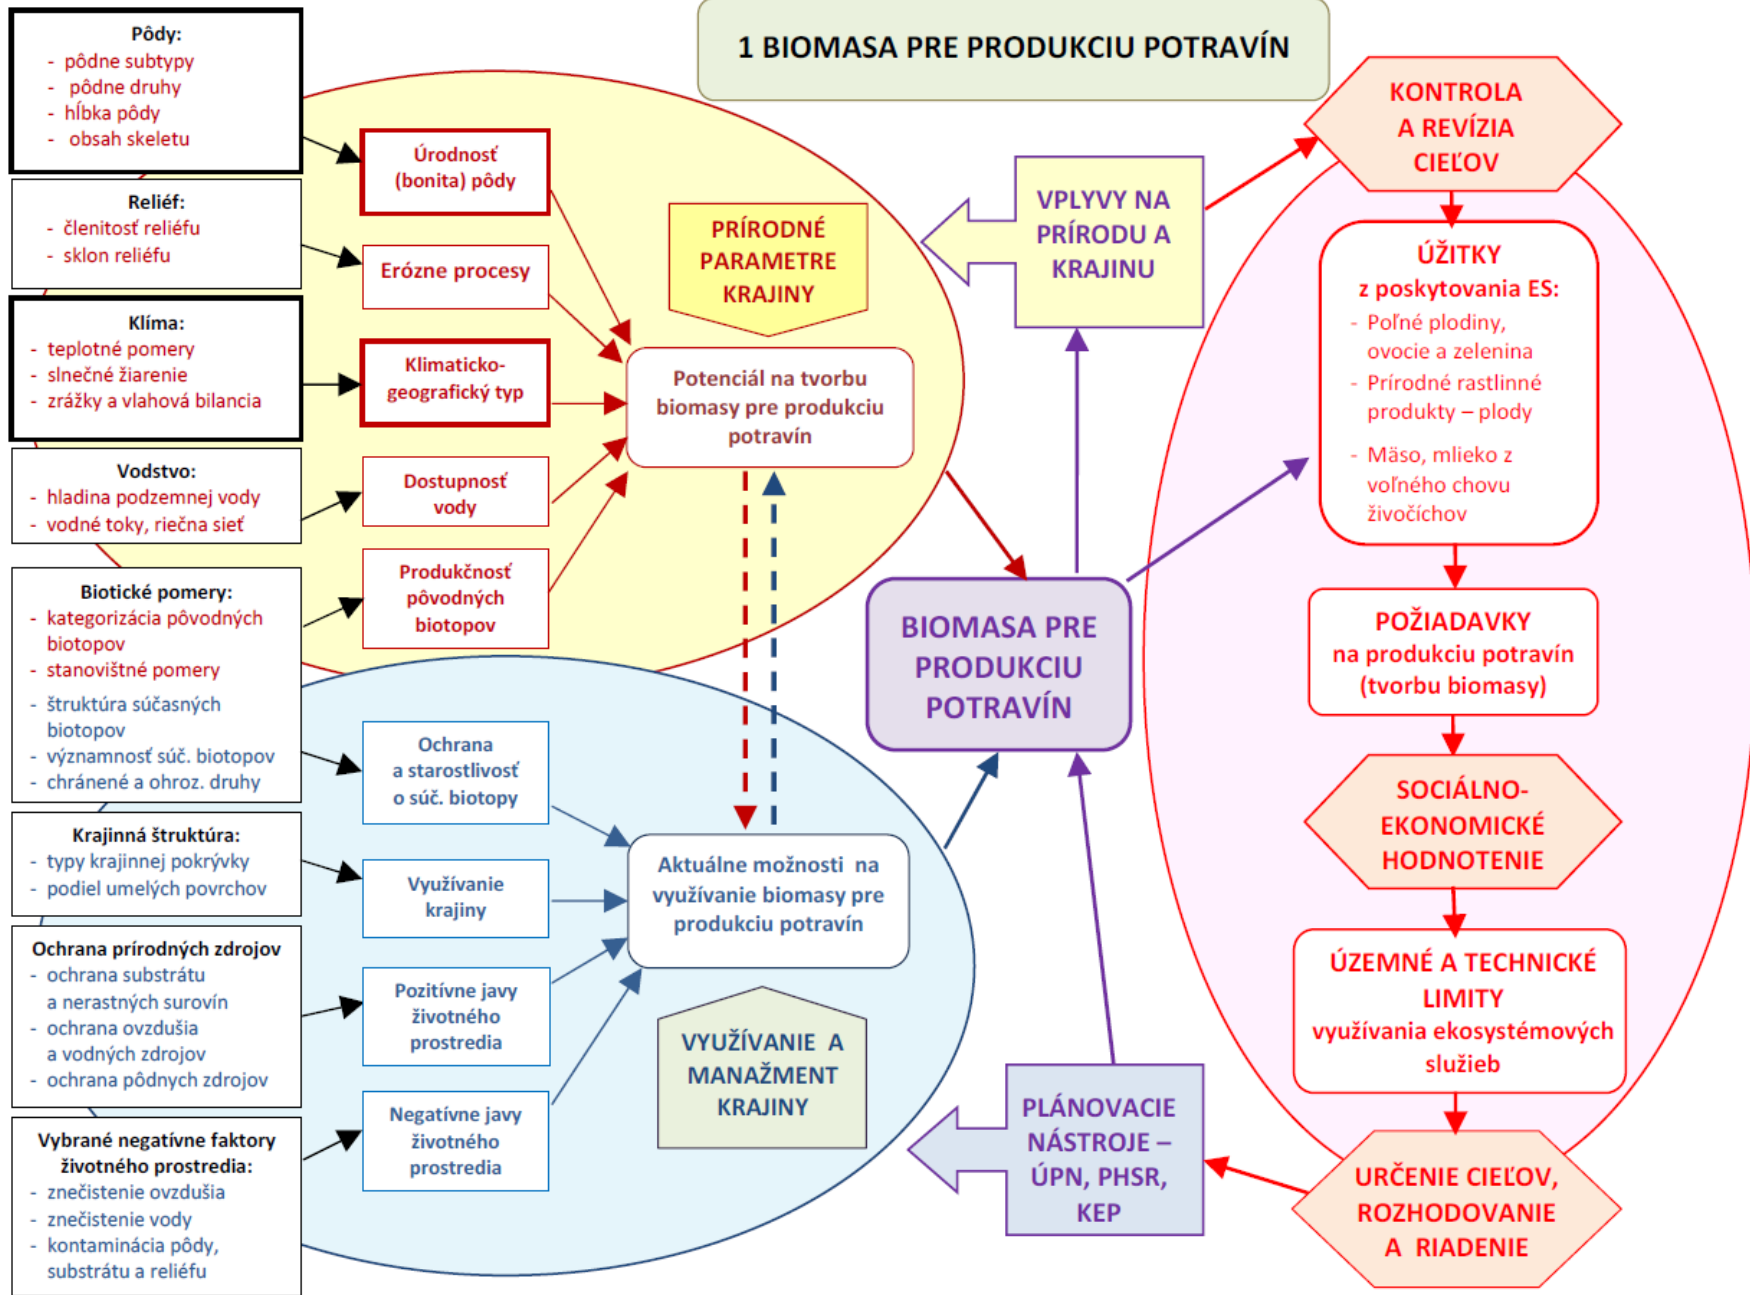 1 BIOMASA PRE PRODUKCIU POTRAVÍN
Pôdy:
- pôdne subtypy
- pôdne druhy
- hĺbka pôdy
- obsah skeletu
Reliéf:
- členitosť reliéfu
- sklon reliéfu
Klíma:
- teplotné pomery
- slnečné žiarenie
- zrážky a vlahová bilancia
Vodstvo:
- hladina podzemnej vody
- vodné toky, riečna sieť
Biotické pomery:
- kategorizácia pôvodných
biotopov
- stanovištné pomery
- štruktúra súčasných
biotopov
- významnosť súč. biotopov
- chránené a ohroz. druhy
Krajinná štruktúra:
- typy krajinnej pokrývky
- podiel umelých povrchov
Ochrana prírodných zdrojov
- ochrana substrátu
a nerastných surovín
- ochrana ovzdušia
a vodných zdrojov
- ochrana pôdnych zdrojov
Vybrané negatívne faktory
životného prostredia:
- znečistenie ovzdušia
- znečistenie vody
- kontaminácia pôdy,
substrátu a reliéfu
Úrodnosť
(bonita) pôdy
Erózne procesy
Klimaticko-
geografický typ
Dostupnosť
vody
Produkčnosť
pôvodných
biotopov
Ochrana
a starostlivosť
o súč. biotopy
Využívanie
krajiny
Pozitívne javy
životného
prostredia
Negatívne javy
životného
prostredia
PRÍRODNÉ
PARAMETRE
KRAJINY
Potenciál na tvorbu
biomasy pre produkciu
potravín
Aktuálne možnosti na
využívanie biomasy pre
produkciu potravín
VYUŽÍVANIE A
MANAŽMENT
KRAJINY
VPLYVY NA
PRÍRODU A
KRAJINU
BIOMASA PRE
PRODUKCIU
POTRAVÍN
PLÁNOVACIE
NÁSTROJE –
ÚPN, PHSR,
KEP
KONTROLA
A REVÍZIA
CIEĽOV
ÚŽITKY
z poskytovania ES:
- Poľné plodiny,
ovocie a zelenina
- Prírodné rastlinné
produkty – plody
- Mäso, mlieko z
voľného chovu
živočíchov
POŽIADAVKY
na produkciu potravín
(tvorbu biomasy)
SOCIÁLNO-
EKONOMICKÉ
HODNOTENIE
ÚZEMNÉ A TECHNICKÉ
LIMITY
využívania ekosystémových
služieb
URČENIE CIEĽOV,
ROZHODOVANIE
A RIADENIE